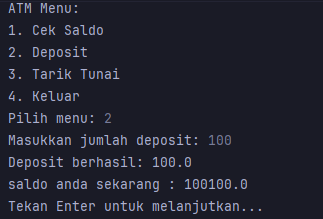 ATM Menu:
1. Cek Saldo
2. Deposit
3. Tarik Tunai
4. Keluar
Pilih menu: 2
Masukkan jumlah deposit: 100
Deposit berhasil: 100.0
saldo anda sekarang : 100100.0
Tekan Enter untuk melanjutkan...